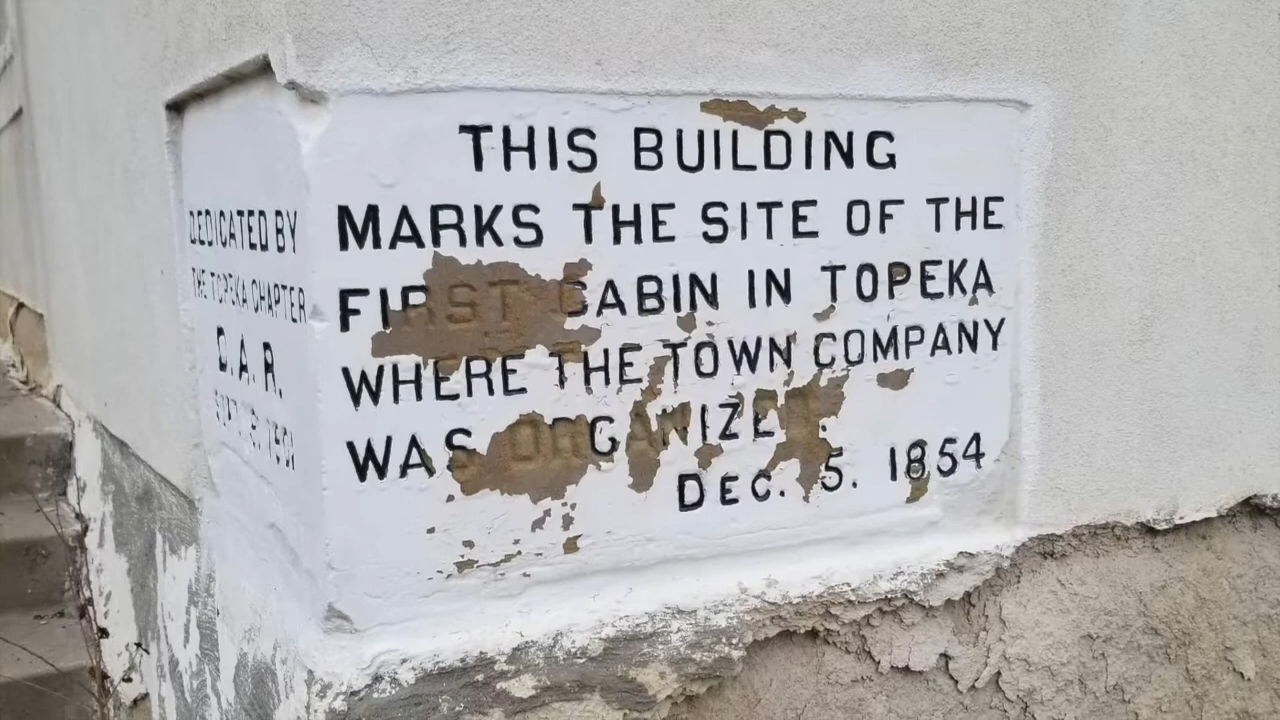 DEDICATED BY
THE TOPEKA CHAPTER
D. A. R.
THIS BUILDING
MARKS THE SITE OF THE
FIRST CABIN IN TOPEKA
WHERE THE TOWN COMPANY
WAS ORGANIZED.
DEC. 5. 1854